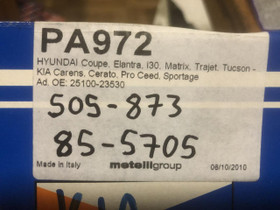 PA972
HYUNDAI Coupe, Elantra, i30, Matrix, Trajet, Tucson -
KIA Carens, Cerato, Pro Ceed, Sportage
Ad. OE: 25100-23530
505-873
85-5705
Made in Italy metelligroup 08/10/2010
KIA